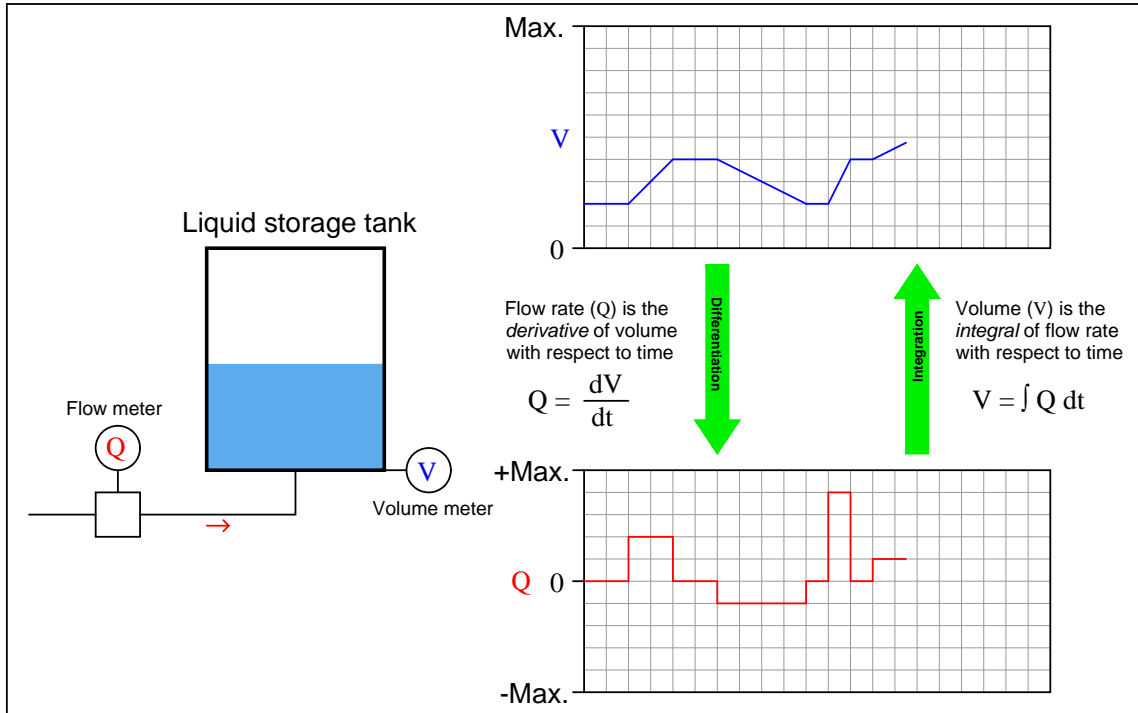 Max.
V
0
Liquid storage tank
Flow meter
Q
V
Volume meter
Flow rate (Q) is the
derivative of volume
with respect to time
Q = dV
dt
Differentiation
Integration
Volume (V) is the
integral of flow rate
with respect to time
V = ∫ Q dt
+Max.
Q 0
-Max.